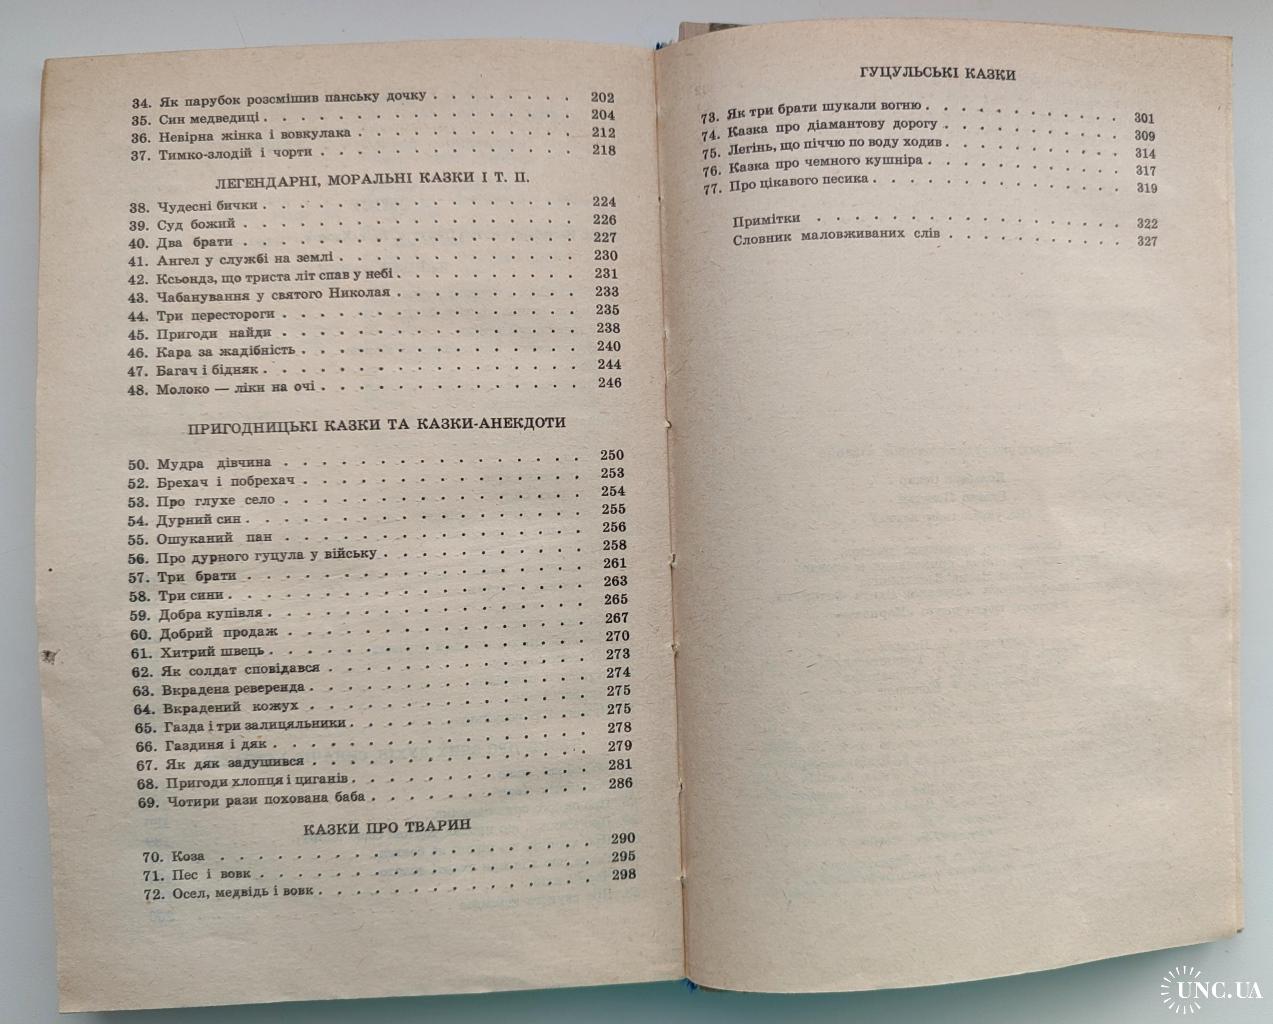 34. Як парубок розсмішив панську дочку . . . . . . . . 202
35. Син медведиці . . . . . . . . . . . . . . . . 204
36. Невірна жінка і вовкулака . . . . . . . . . . . 212
37. Тимко-злодій і чорти . . . . . . . . . . . . . 218
ЛЕГЕНДАРНІ, МОРАЛЬНІ КАЗКИ І Т. П.
38. Чудесні бички . . . . . . . . . . . . . . . . 224
39. Суд божий . . . . . . . . . . . . . . . . . 226
40. Два брати . . . . . . . . . . . . . . . . . 227
41. Ангел у службі на землі . . . . . . . . . . . . 230
42. Ксьондз, що триста літ спав у небі . . . . . . . . . 231
43. Чабанування у святого Николая . . . . . . . . . 233
44. Три перестороги . . . . . . . . . . . . . . . 235
45. Пригоди найди . . . . . . . . . . . . . . . 238
46. Кара за жадібність . . . . . . . . . . . . . . 240
47. Багач і бідняк . . . . . . . . . . . . . . . . 244
48. Молоко — ліки на очі . . . . . . . . . . . . . 246
ПРИГОДНИЦЬКІ КАЗКИ ТА КАЗКИ-АНЕКДОТИ
50. Мудра дівчина . . . . . . . . . . . . . . . 250
52. Брехач і побрехач . . . . . . . . . . . . . . 253
53. Про глухе село . . . . . . . . . . . . . . . 254
54. Дурний син . . . . . . . . . . . . . . . . . 255
55. Ошуканий пан . . . . . . . . . . . . . . . 256
56. Про дурного гуцула у війську . . . . . . . . . . 258
57. Три брати . . . . . . . . . . . . . . . . . 261
58. Три сини . . . . . . . . . . . . . . . . . . 263
59. Добра купівля . . . . . . . . . . . . . . . . 265
60. Добрий продаж . . . . . . . . . . . . . . . 267
61. Хитрий швець . . . . . . . . . . . . . . . . 270
62. Як солдат сповідався . . . . . . . . . . . . . 273
63. Вкрадена реверенда . . . . . . . . . . . . . . 274
64. Вкрадений кожух . . . . . . . . . . . . . . 275
65. Газда і три залицяльники . . . . . . . . . . . . 275
66. Газдиня і дяк . . . . . . . . . . . . . . . . 278
67. Як дяк задушився . . . . . . . . . . . . . . 279
68. Пригоди хлопця і циганів . . . . . . . . . . . . 281
69. Чотири рази похована баба . . . . . . . . . . . 286
КАЗКИ ПРО ТВАРИН
70. Коза . . . . . . . . . . . . . . . . . . . 290
71. Пес і вовк . . . . . . . . . . . . . . . . . 295
72. Осел, медвідь і вовк . . . . . . . . . . . . . . 298
ГУЦУЛЬСЬКІ КАЗКИ
73. Як три брати шукали вогню . . . . . . . . . . . 301
74. Казка про діамантову дорогу . . . . . . . . . . 309
75. Легінь, що піччю по воду ходив . . . . . . . . . . 314
76. Казка про чемного кушніра . . . . . . . . . . . 317
77. Про цікавого песика . . . . . . . . . . . . . . 319
Примітки . . . . . . . . . . . . . . . . . 322
Словник маловживаних слів . . . . . . . . . . 327
UNC.UA